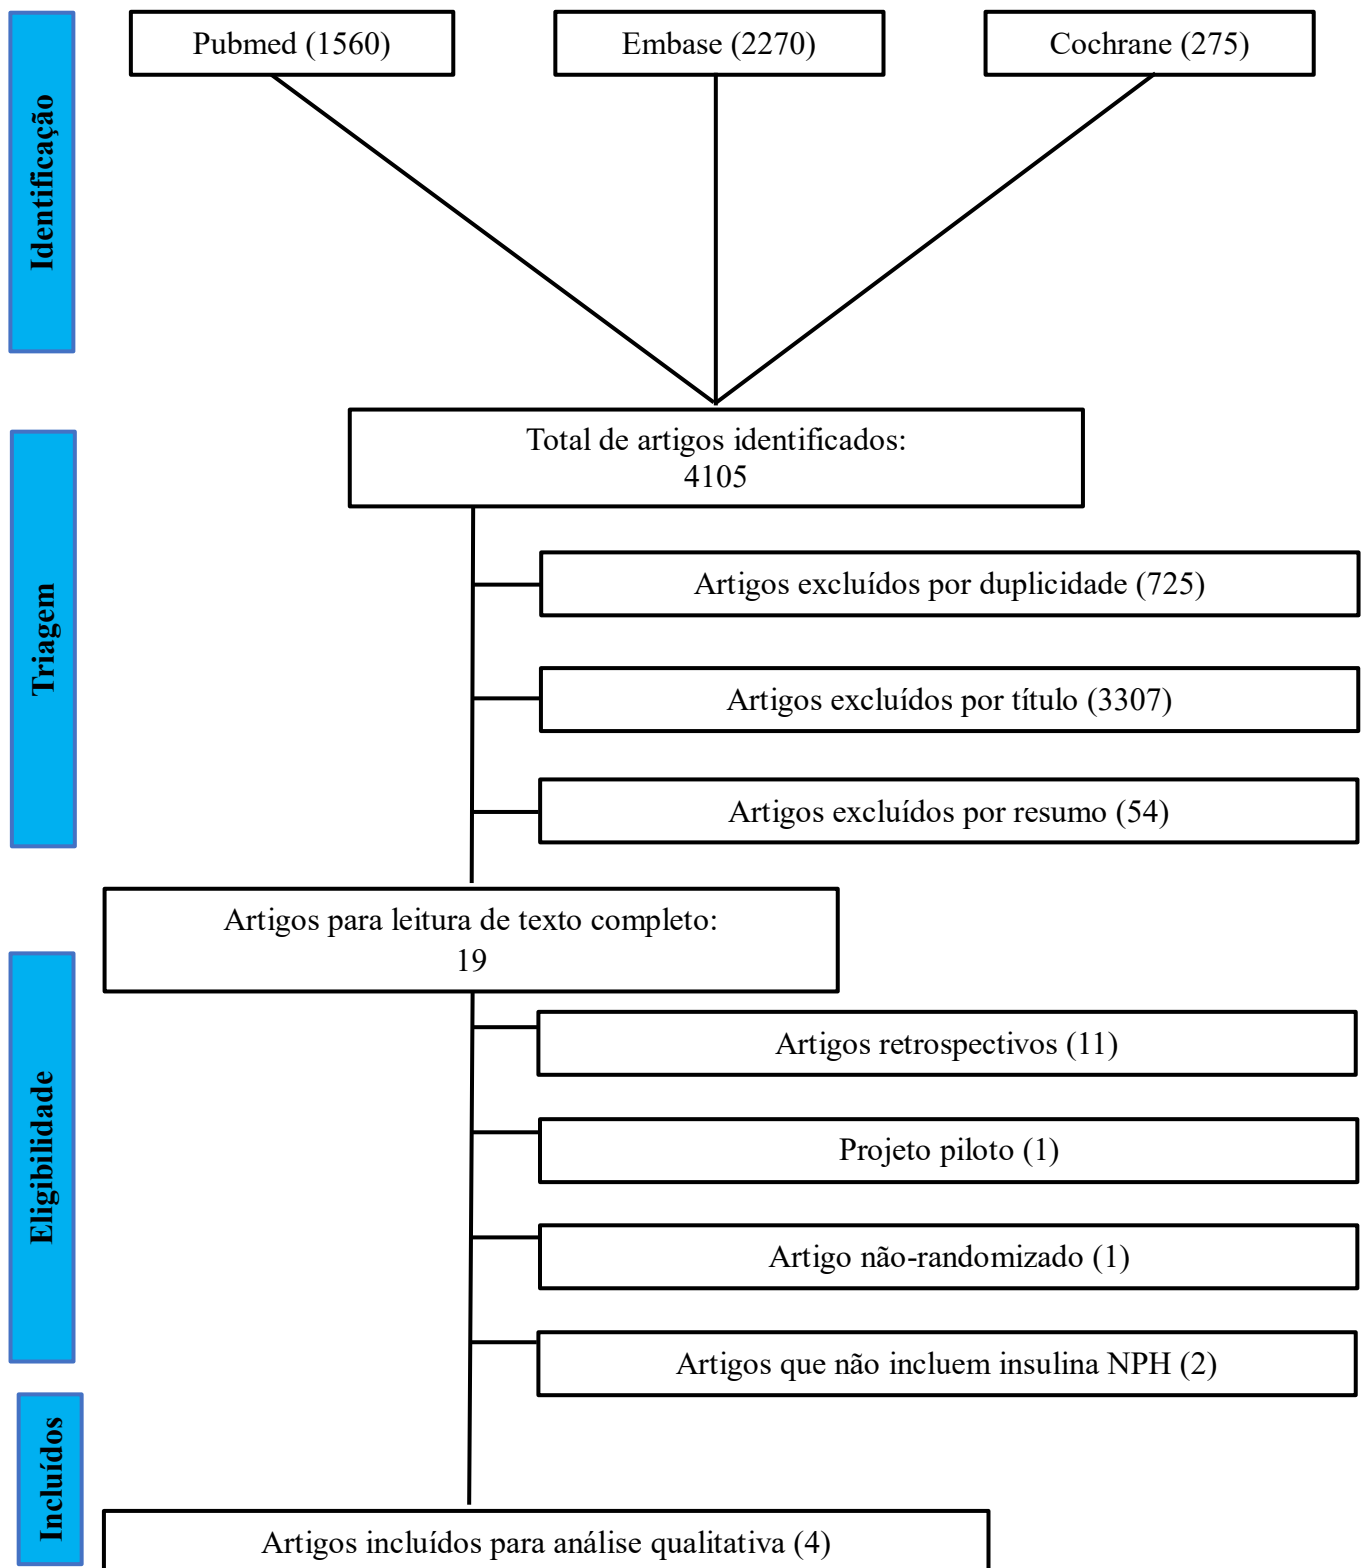 Identificação
Pubmed (1560)
Embase (2270)
Cochrane (275)
Triagem
Total de artigos identificados:
4105
Artigos excluídos por duplicidade (725)
Artigos excluídos por título (3307)
Artigos excluídos por resumo (54)
Eligibilidade
Artigos para leitura de texto completo:
19
Artigos retrospectivos (11)
Projeto piloto (1)
Artigo não-randomizado (1)
Artigos que não incluem insulina NPH (2)
Incluídos
Artigos incluídos para análise qualitativa (4)